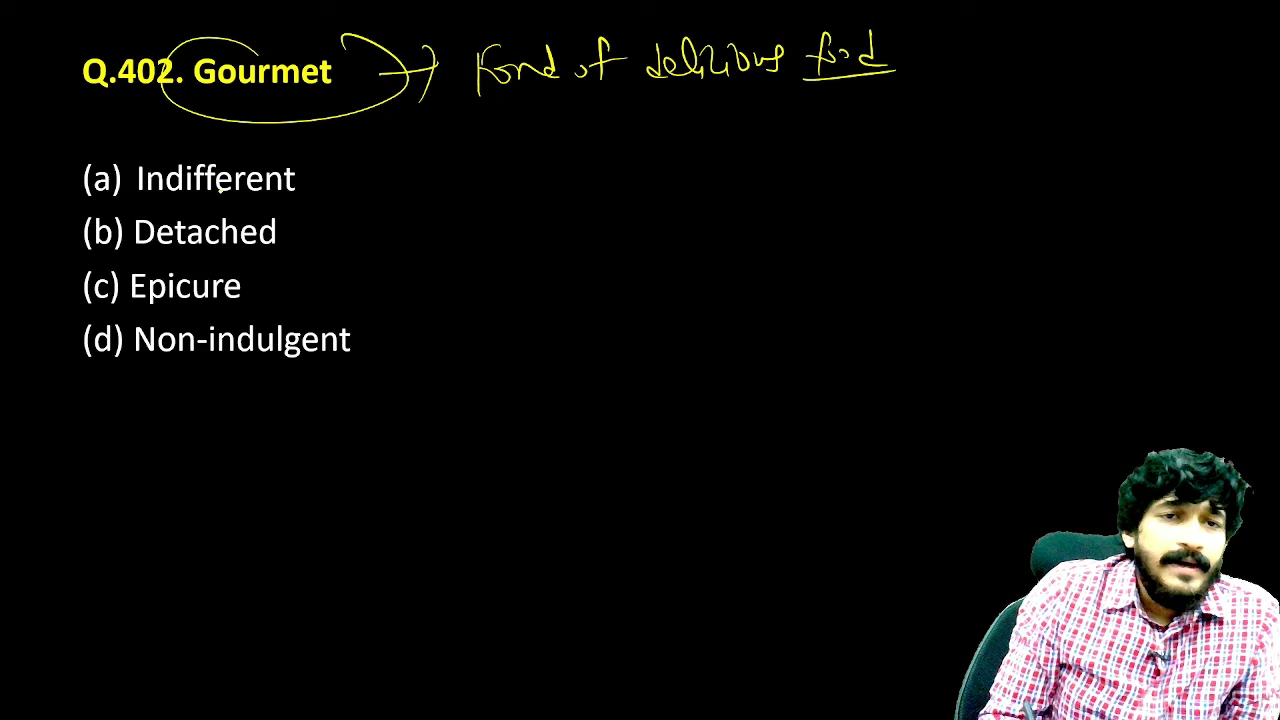 Q.402. Gourmet → Fond of delicious food
(a) Indifferent
(b) Detached
(c) Epicure
(d) Non-indulgent